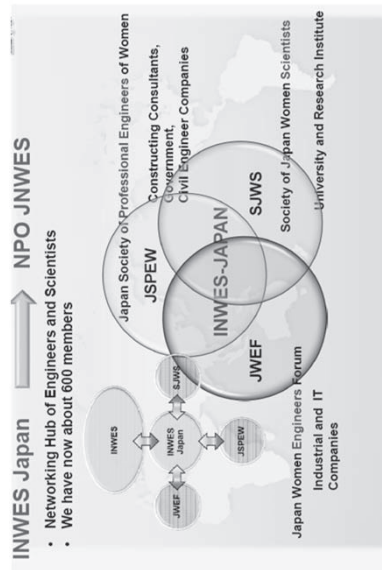 INWES Japan NPO JNWES
• Networking Hub of Engineers and Scientists
• We have now about 600 members
INWES
JWEF
INWES
Japan
SJWS
JSPEW
Japan Society of Professional Engineers of Women
JSPEW
Constructing Consultants,
Government,
Civil Engineer Companies
INWES-JAPAN
JWEF
SJWS
Japan Women Engineers Forum
Industrial and IT
Companies
Society of Japan Women Scientists
University and Research Institute